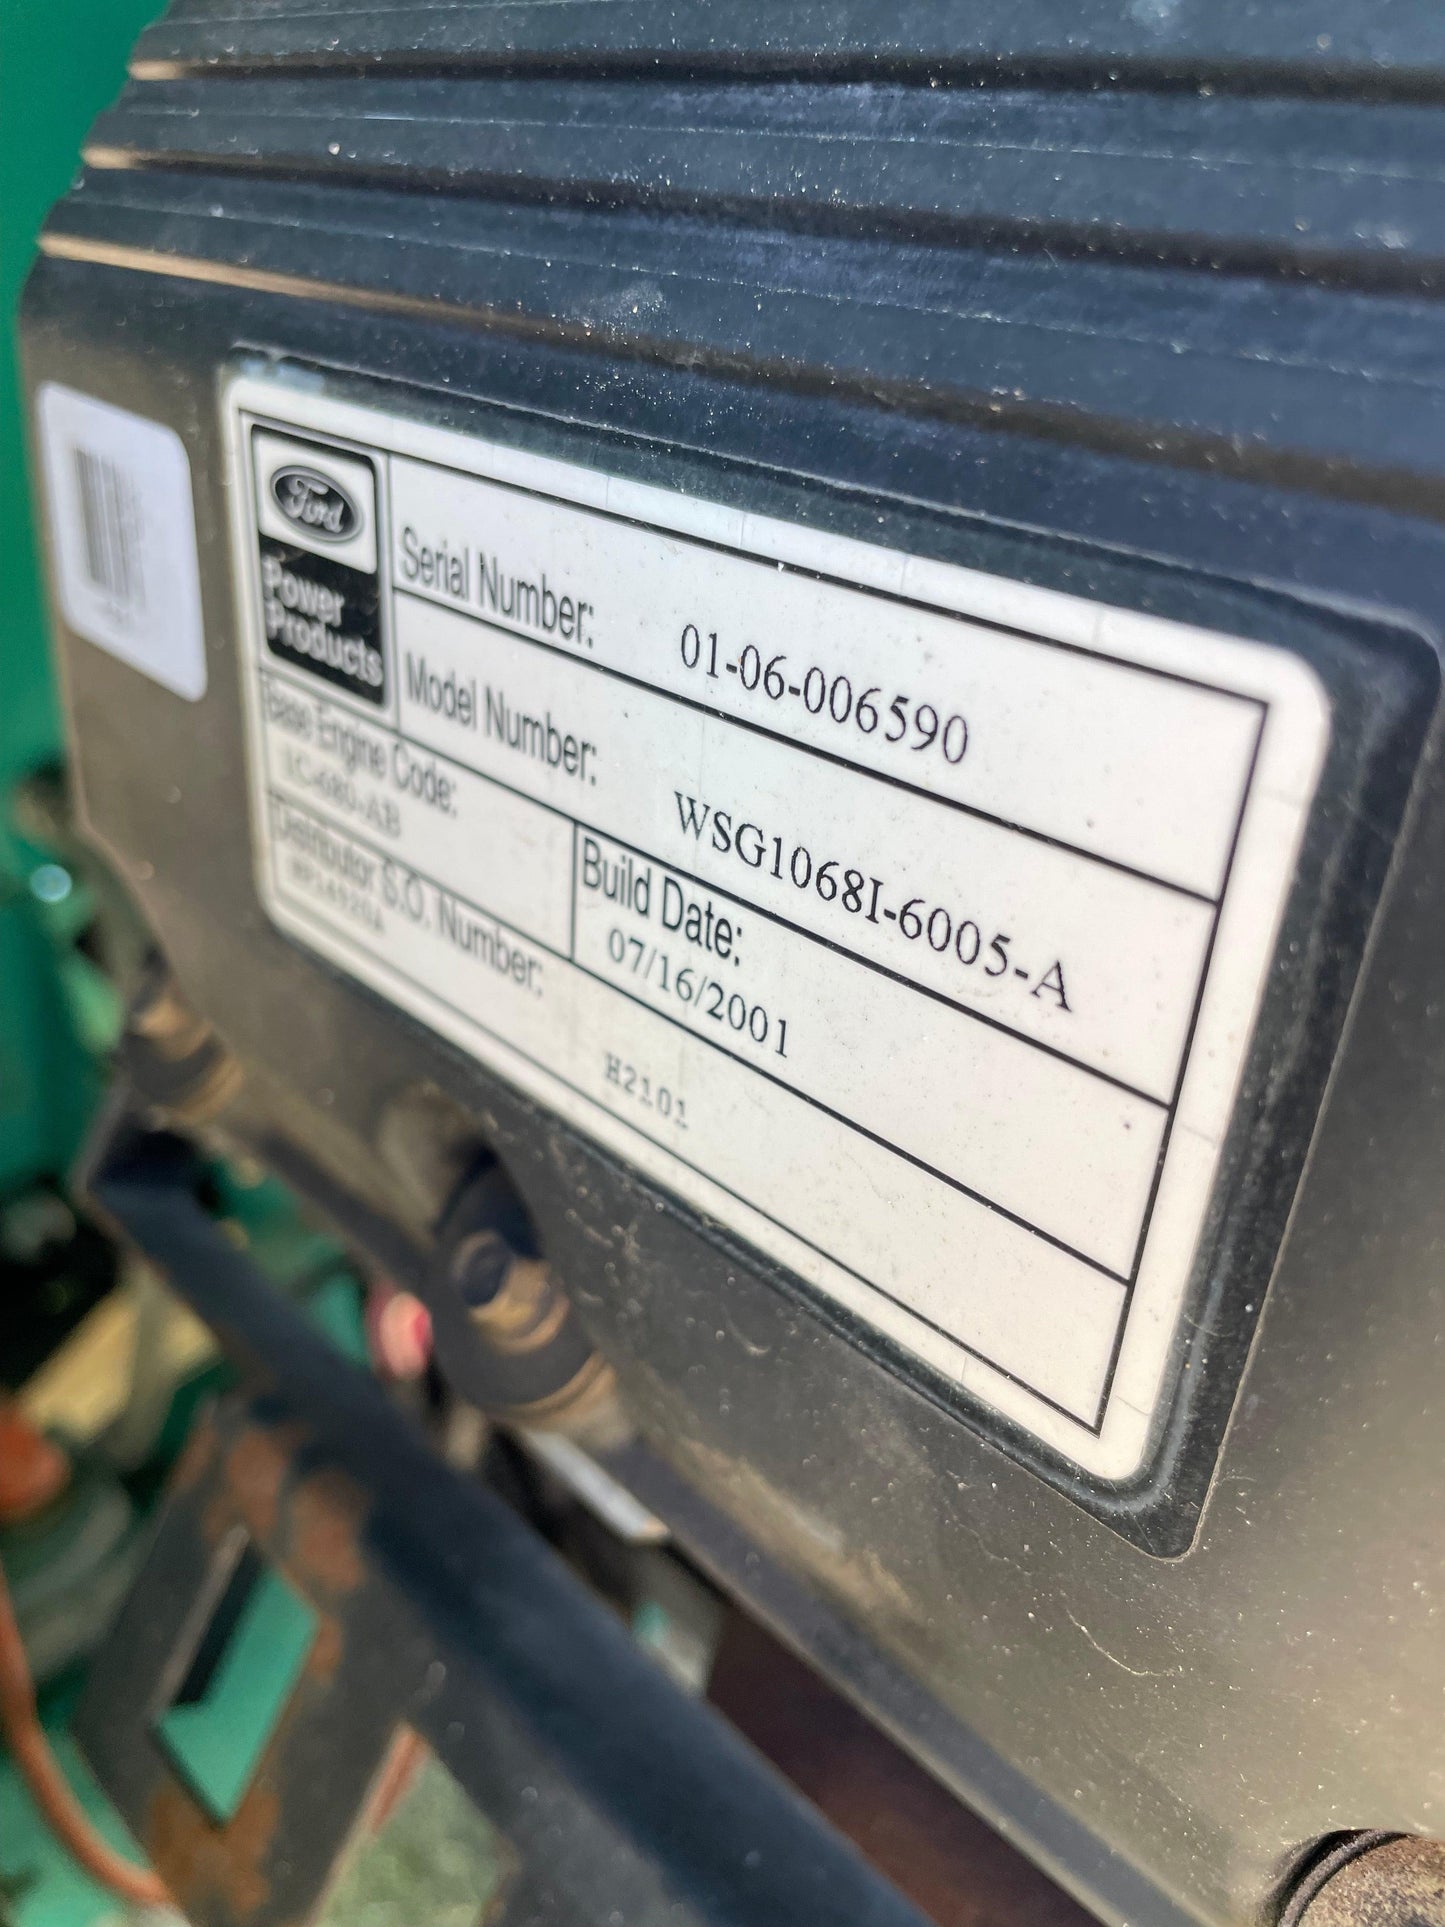 Ford
Power
Products
Serial Number: 01-06-006590
Model Number: WSG1068I-6005-A
Base Engine Code:
Build Date:
07/16/2001
Distributor S.O. Number:
H2101